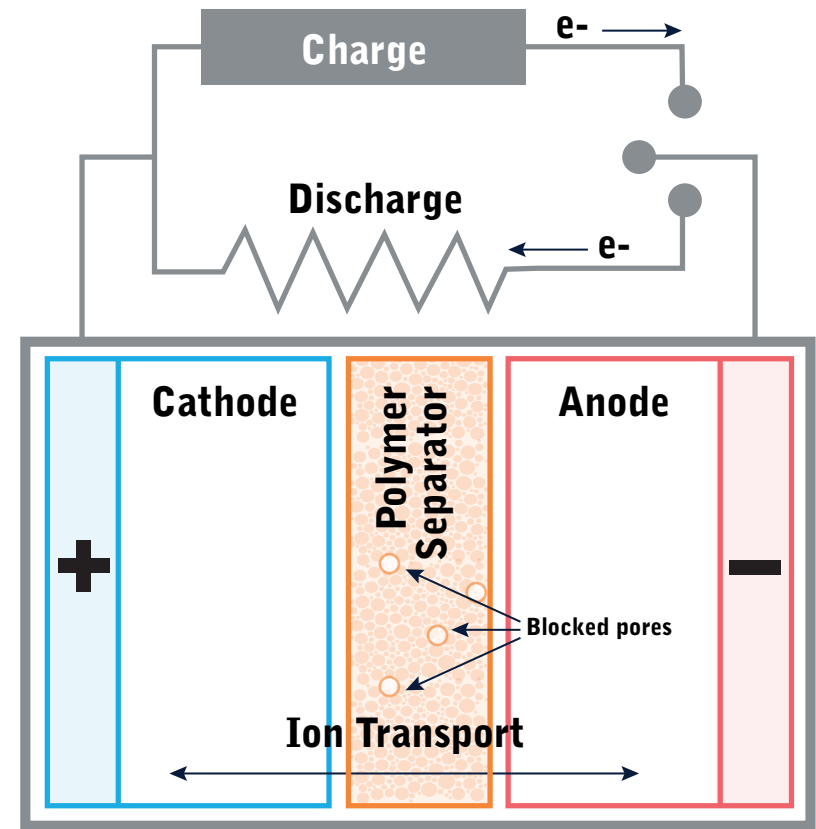 e-
Charge
Discharge
e-
Cathode
Polymer
Separator
Anode
+
−
Blocked pores
Ion Transport